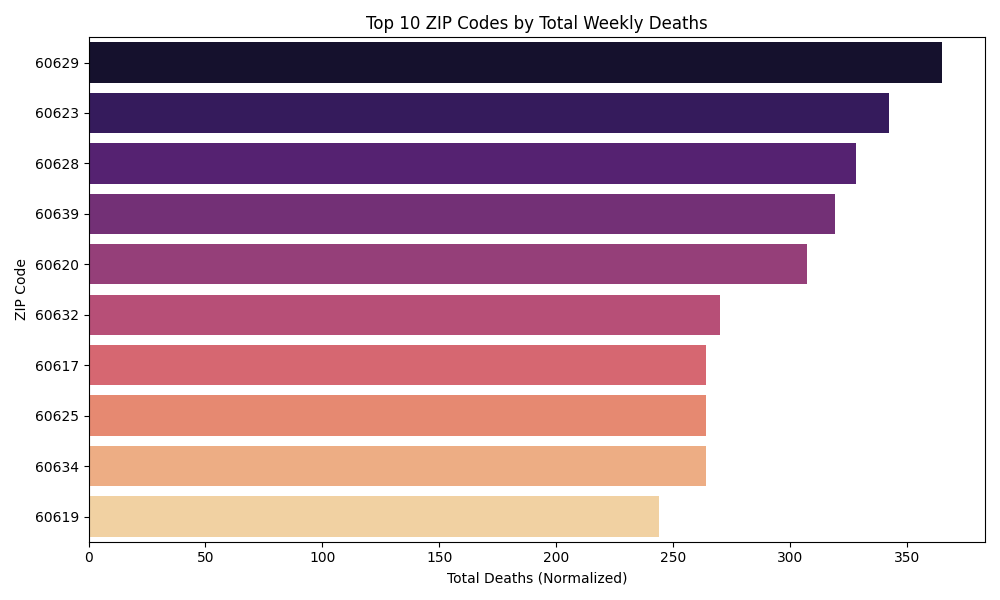 Top 10 ZIP Codes by Total Weekly Deaths
ZIP Code
60629
60623
60628
60639
60620
60632
60617
60625
60634
60619
0 50 100 150 200 250 300 350
Total Deaths (Normalized)